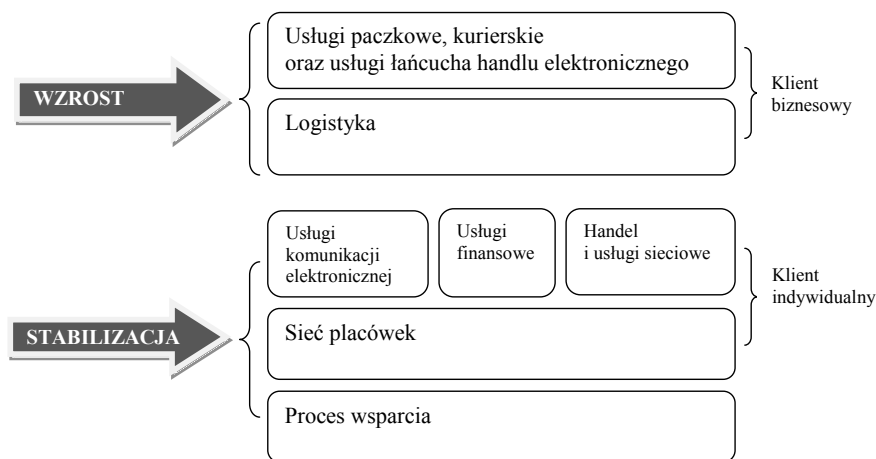 Usługi paczkowe, kurierskie
oraz usługi łańcucha handlu elektronicznego
WZROST
Logistyka
Klient
biznesowy
Usługi
komunikacji
elektronicznej
Usługi
finansowe
Handel
i usługi sieciowe
Klient
indywidualny
STABILIZACJA
Sieć placówek
Proces wsparcia